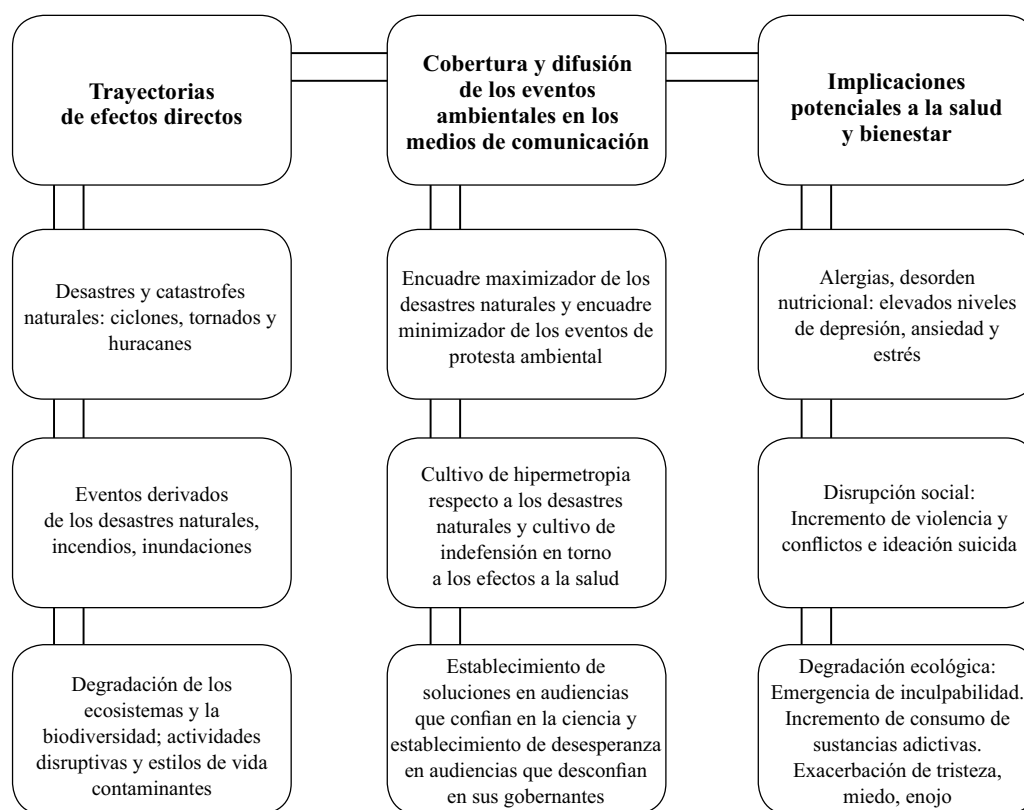 Trayectorias
de efectos directos
Cobertura y difusión
de los eventos
ambientales en los
medios de comunicación
Implicaciones
potenciales a la salud
y bienestar
Desastres y catastrofes
naturales: ciclones, tornados y
huracanes
Encuadre maximizador de los
desastres naturales y encuadre
minimizador de los eventos de
protesta ambiental
Alergias, desorden
nutricional: elevados niveles
de depresión, ansiedad y
estrés
Eventos derivados
de los desastres naturales,
incendios, inundaciones
Cultivo de hipermetropia
respecto a los desastres
naturales y cultivo de
indefensión en torno
a los efectos a la salud
Disrupción social:
Incremento de violencia y
conflictos e ideación suicida
Degradación de los
ecosistemas y la
biodiversidad; actividades
disruptivas y estilos de vida
contaminantes
Establecimiento de
soluciones en audiencias
que confian en la ciencia y
establecimiento de desesperanza
en audiencias que desconfian
en sus gobernantes
Degradación ecológica:
Emergencia de inculpabilidad.
Incremento de consumo de
sustancias adictivas.
Exacerbación de tristeza,
miedo, enojo